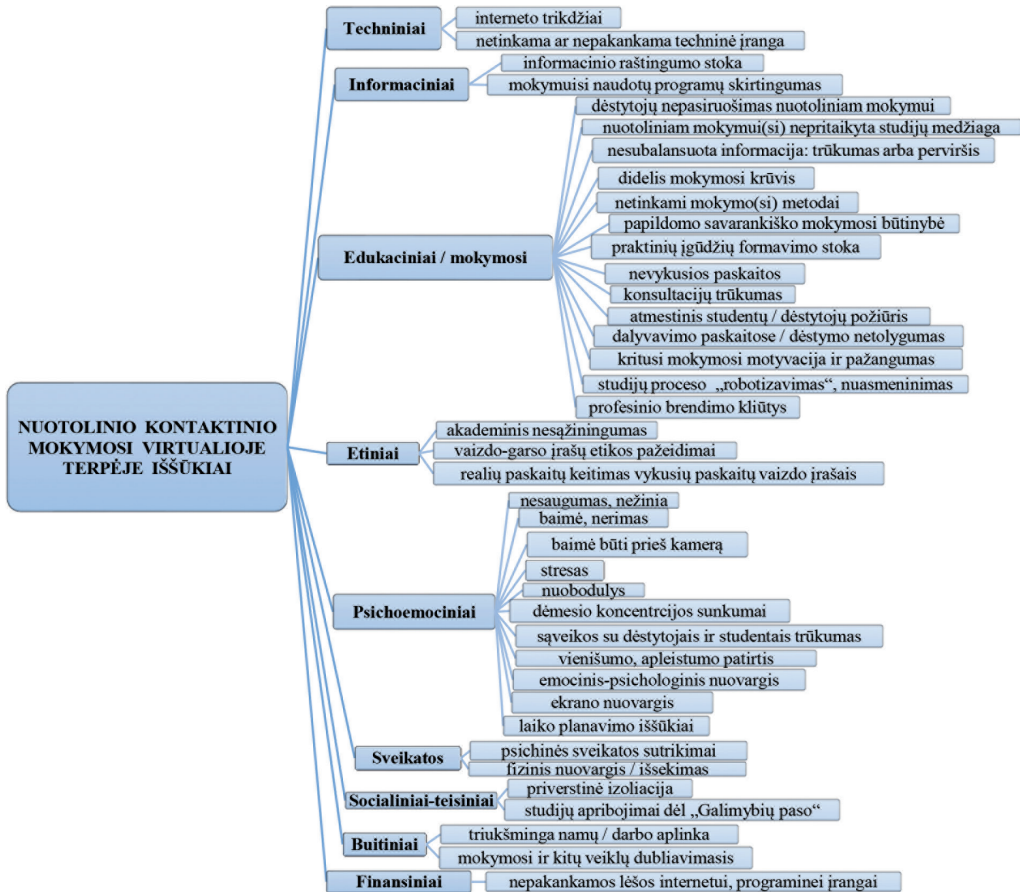 NUOTOLINIO KONTAKTINIO
MOKYMOSI VIRTUALIOJE
TERPĖJE IŠŠŪKIAI
Techniniai
interneto trikdžiai
netinkama ar nepakankama techninė įranga
Informaciniai
informacinio raštingumo stoka
mokymuisi naudotų programų skirtingumas
Edukaciniai / mokymosi
dėstytojų nepasiruošimas nuotoliniam mokymui
nuotoliniam mokymui(si) nepritaikyta studijų medžiaga
nesubalansuota informacija: trūkumas arba perviršis
didelis mokymosi krūvis
netinkami mokymo(si) metodai
papildomo savarankiško mokymosi būtinybė
praktinių įgūdžių formavimo stoka
nevykusios paskaitos
konsultacijų trūkumas
atmestinis studentų / dėstytojų požiūris
dalyvavimo paskaitose / dėstymo netolygumas
kritusi mokymosi motyvacija ir pažangumas
studijų proceso „robotizavimas“, nuasmeninimas
profesinio brendimo kliūtys
Etiniai
akademinis nesąžiningumas
vaizdo-garso įrašų etikos pažeidimai
realių paskaitų keitimas vykusių paskaitų vaizdo įrašais
Psichoemociniai
nesaugumas, nežinia
baimė, nerimas
baimė būti prieš kamerą
stresas
nuobodulys
dėmesio koncentrcijos sunkumai
sąveikos su dėstytojais ir studentais trūkumas
vienišumo, apleistumo patirtis
emocinis-psichologinis nuovargis
ekrano nuovargis
laiko planavimo iššūkiai
Sveikatos
psichinės sveikatos sutrikimai
fizinis nuovargis / išsekimas
Socialiniai-teisiniai
priverstinė izoliacija
studijų apribojimai dėl „Galimybių paso“
Buitiniai
triukšminga namų / darbo aplinka
mokymosi ir kitų veiklų dubliavimasis
Finansiniai
nepakankamos lėšos internetui, programinei įrangai